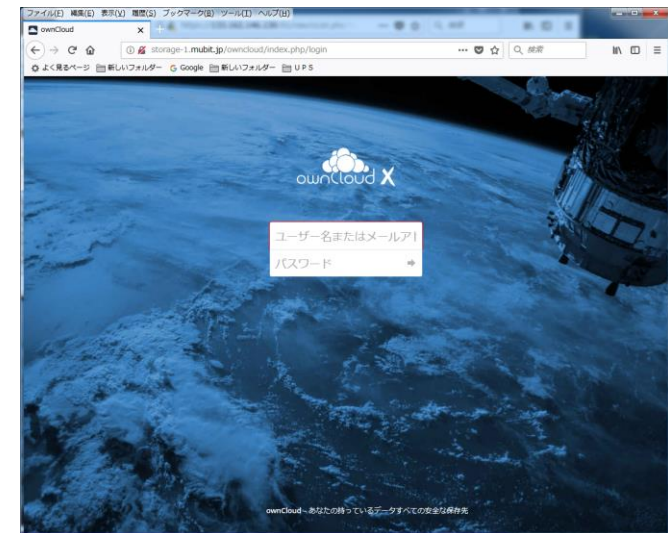 ファイル(F) 編集(E) 表示(V) 履歴(S) ブックマーク(B) ツール(T) ヘルプ(H)
ownCloud
storage-1.mubit.jp/owncloud/index.php/login
検索
よく見るページ 新しいフォルダー Google 新しいフォルダー UPS
ownCloud X
ユーザー名またはメールアド
パスワード
ownCloud – あなたの持っているデータすべての安全な保存先